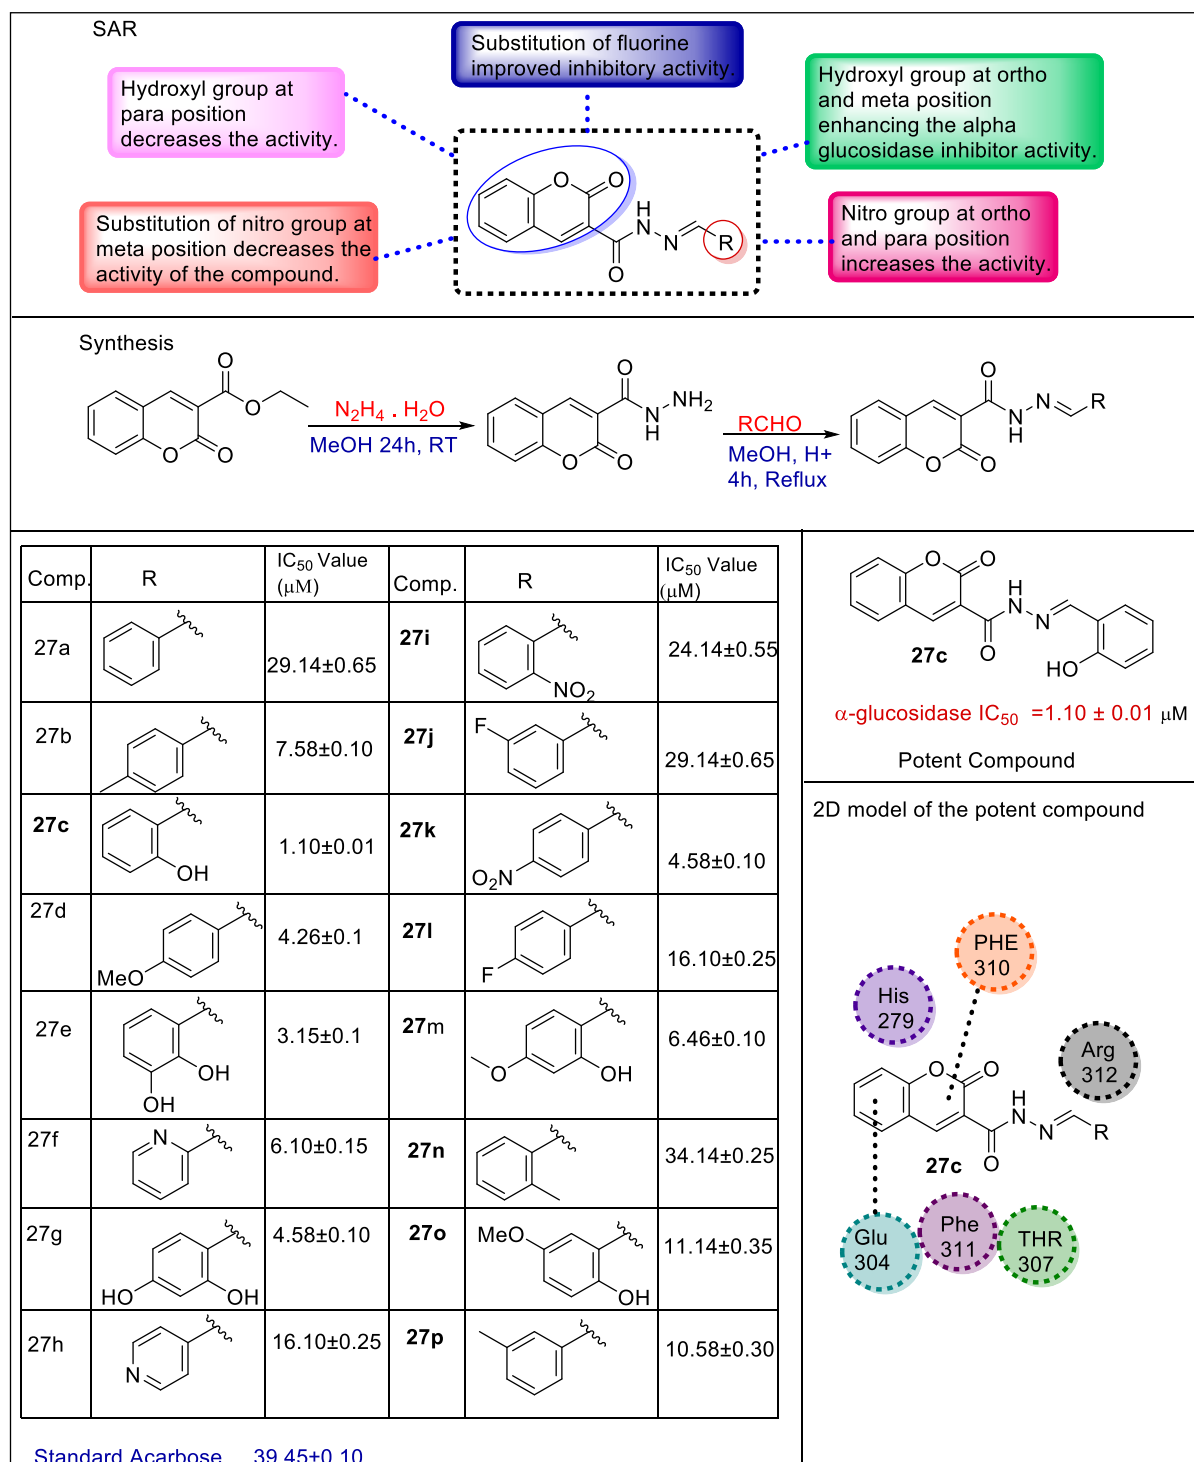 SAR
Substitution of fluorine
improved inhibitory activity.
Hydroxyl group at
para position
decreases the activity.
Hydroxyl group at ortho
and meta position
enhancing the alpha
glucosidase inhibitor activity.
Substitution of nitro group at
meta position decreases the
activity of the compound.
Nitro group at ortho
and para position
increases the activity.
O
O
H
N
N
R
O
Synthesis
O
O
O
O
N2H4 . H2O
MeOH 24h, RT
O
NH2
N
H
O
O
RCHO
MeOH, H+
4h, Reflux
O
N
R
N
H
O
O
Comp.
R
IC50 Value
(µM)
Comp.
R
IC50 Value
(µM)
27a
29.14±0.65
27i
NO2
24.14±0.55
27b
7.58±0.10
27j
F
29.14±0.65
27c
OH
1.10±0.01
27k
O2N
4.58±0.10
27d
MeO
4.26±0.1
27l
F
16.10±0.25
27e
OH
OH
3.15±0.1
27m
O
OH
6.46±0.10
27f
N
6.10±0.15
27n
34.14±0.25
27g
HO
OH
4.58±0.10
27o
MeO
OH
11.14±0.35
27h
N
16.10±0.25
27p
10.58±0.30
Standard Acarbose 39.45±0.10
O
O
H
N
N
O
HO
27c
α-glucosidase IC50 =1.10 ± 0.01 µM
Potent Compound
2D model of the potent compound
PHE
310
His
279
Arg
312
O
O
H
N
N
R
O
27c
Glu
304
Phe
311
THR
307